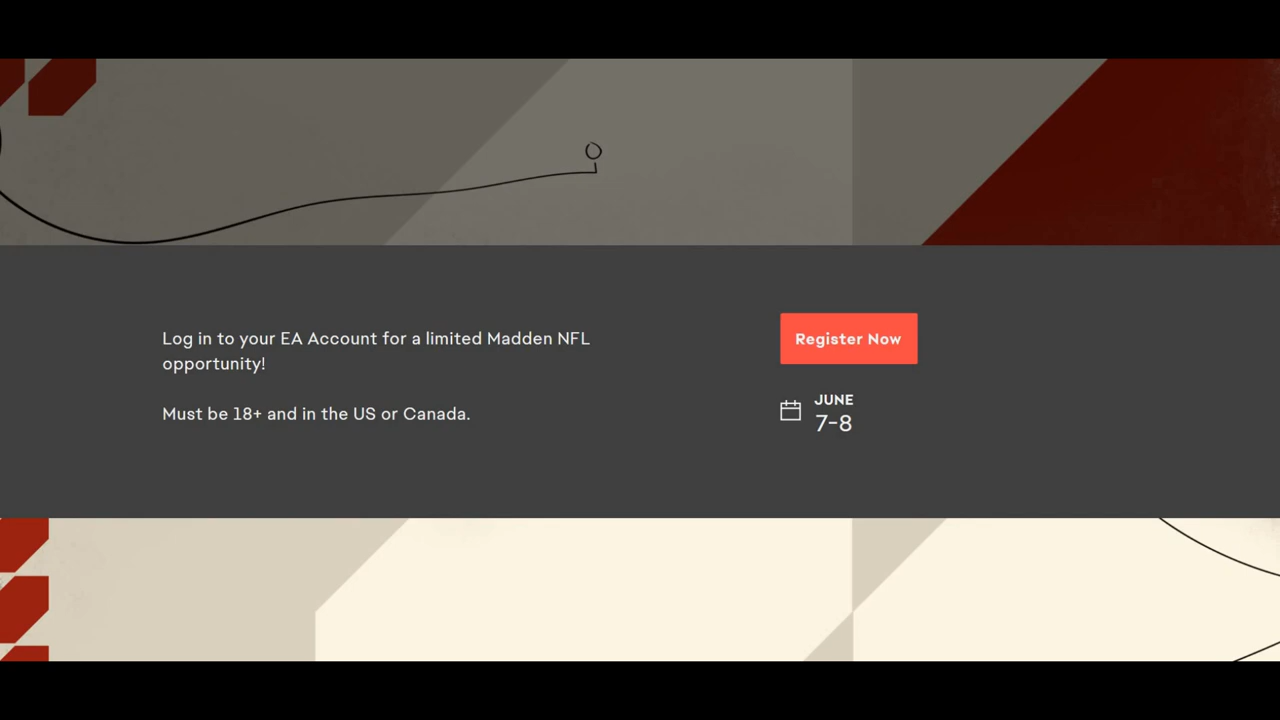 Log in to your EA Account for a limited Madden NFL
opportunity!
Must be 18+ and in the US or Canada.
Register Now
JUNE
7-8